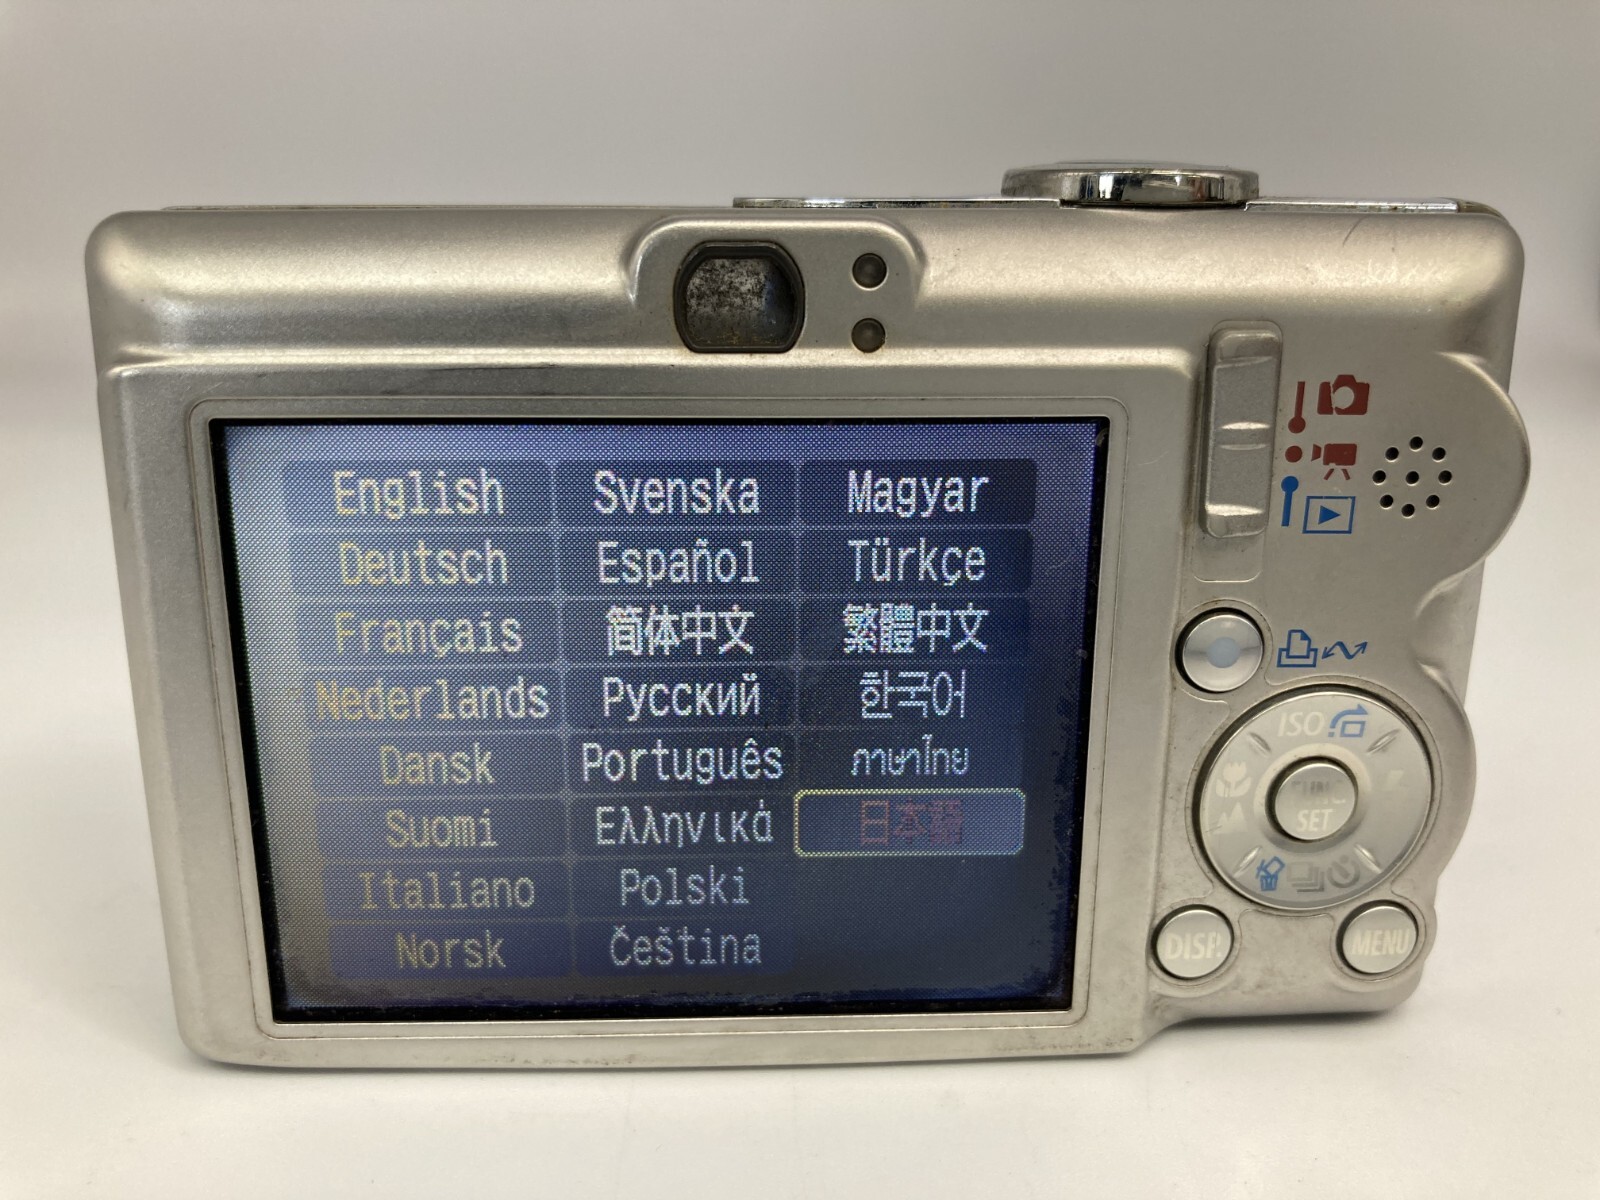 English Svenska Magyar
Deutsch Español Türkçe
Français 简体中文 繁體中文
Nederlands Русский 한국어
Dansk Português ภาษาไทย
Suomi Ελληνικά 日本語
Italiano Polski
Norsk Čeština
ISO
FUNC.
SET
DISP.
MENU